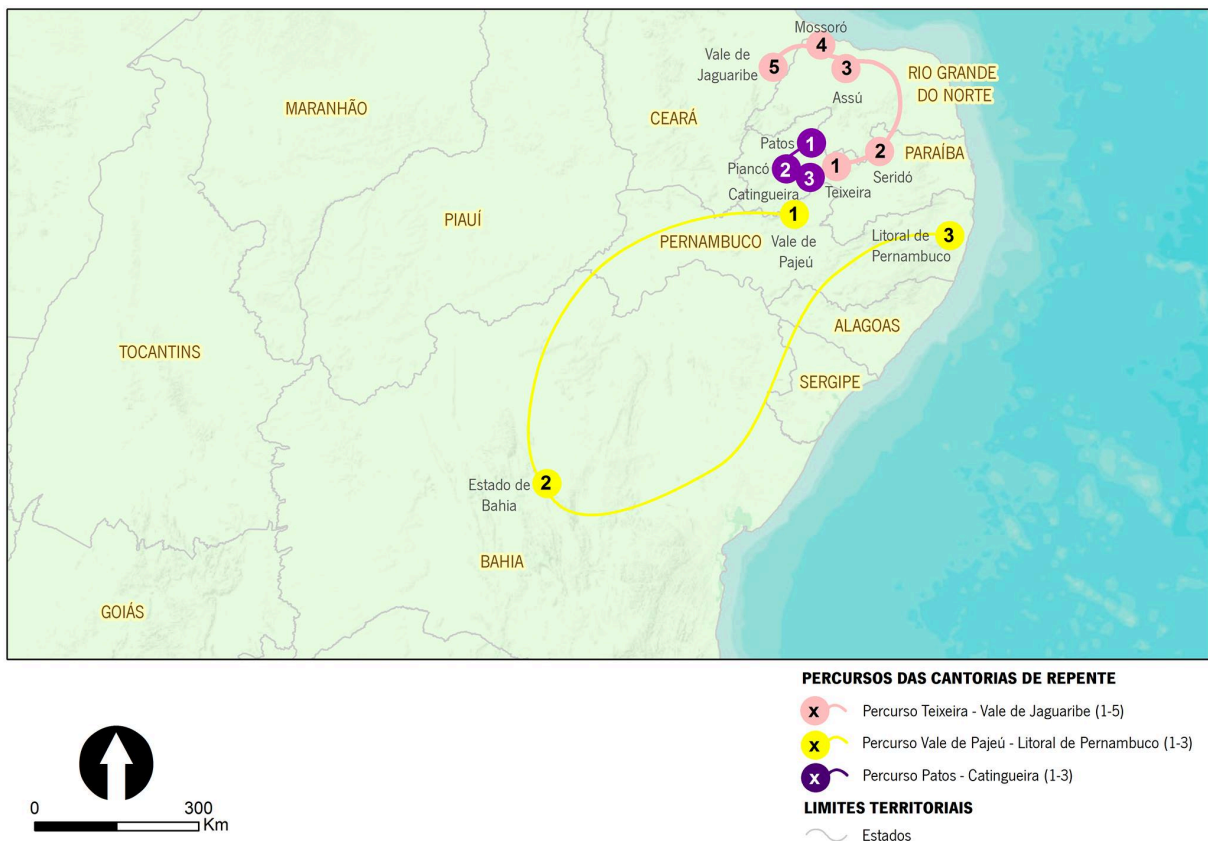 Mossoró
4
Vale de
Jaguaribe
5
3
Assú
RIO GRANDE
DO NORTE
MARANHÃO
CEARÁ
Patos
1
2
Seridó
PARAÍBA
Piancó
2
3
1
Catingueira
Teixeira
PIAUÍ
1
PERNAMBUCO
Vale de
Pajeú
Litoral de
Pernambuco
3
ALAGOAS
TOCANTINS
SERGIPE
Estado de
Bahia
2
BAHIA
GOIÁS
PERCURSOS DAS CANTORIAS DE REPENTE
x Percurso Teixeira - Vale de Jaguaribe (1-5)
x Percurso Vale de Pajeú - Litoral de Pernambuco (1-3)
x Percurso Patos - Catingueira (1-3)
LIMITES TERRITORIAIS
Estados
0 300
Km